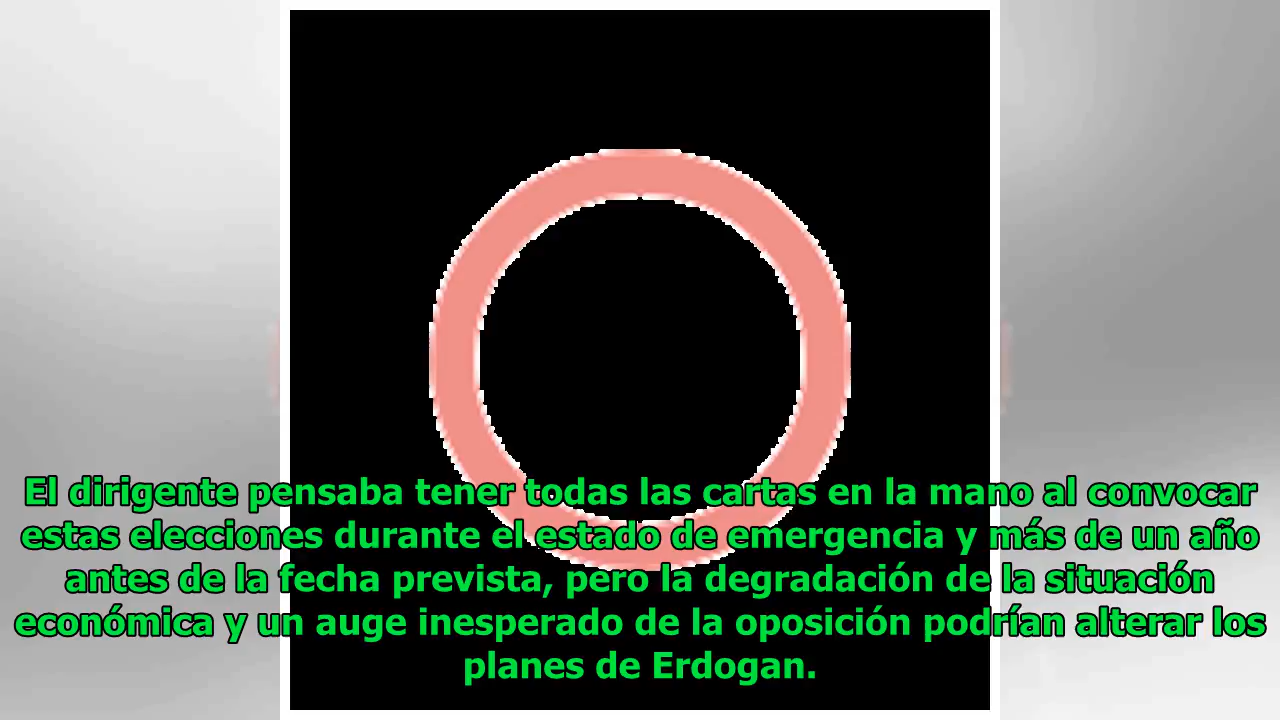 El dirigente pensaba tener todas las cartas en la mano al convocar
estas elecciones durante el estado de emergencia y más de un año
antes de la fecha prevista, pero la degradación de la situación
económica y un auge inesperado de la oposición podrían alterar los
planes de Erdogan.